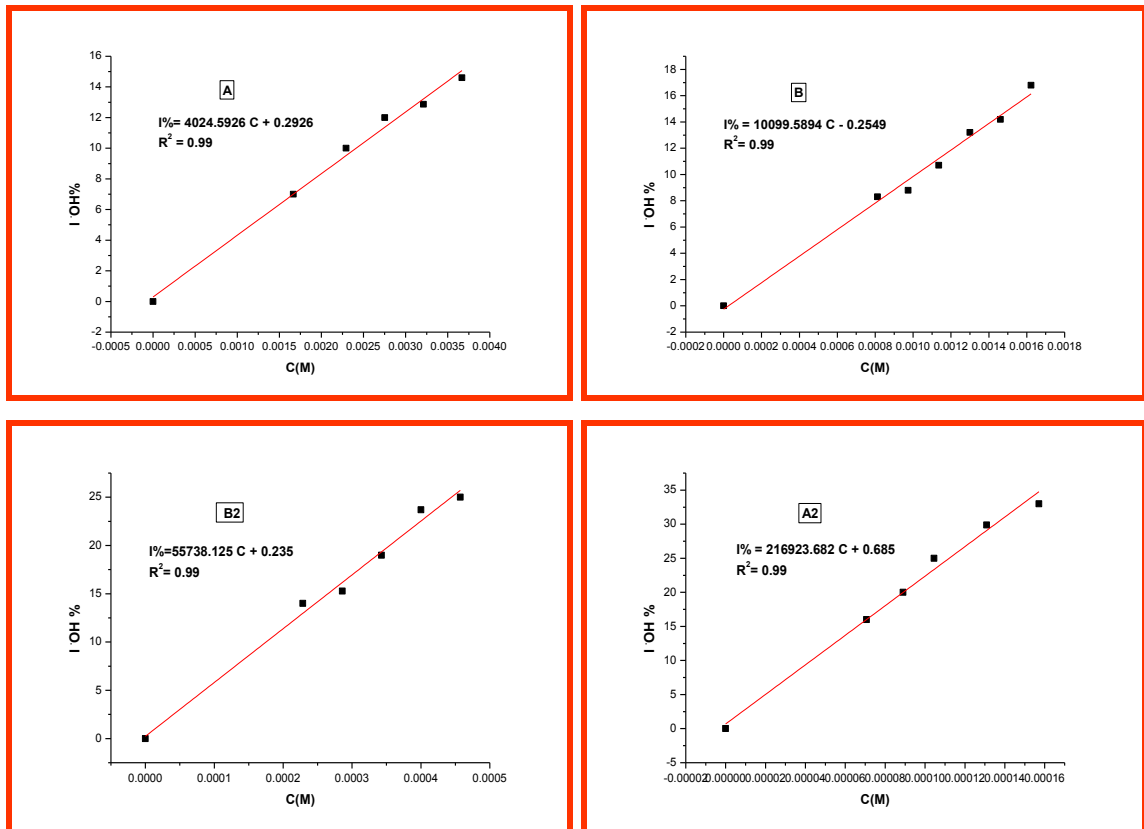 A
I%= 4024.5926 C + 0.2926
R² = 0.99
I ˙OH%
16
14
12
10
8
6
4
2
0
-2
-0.0005 0.0000 0.0005 0.0010 0.0015 0.0020 0.0025 0.0030 0.0035 0.0040
C(M)
B
I% = 10099.5894 C - 0.2549
R²= 0.99
I ˙OH %
18
16
14
12
10
8
6
4
2
0
-2
-0.0002 0.0000 0.0002 0.0004 0.0006 0.0008 0.0010 0.0012 0.0014 0.0016 0.0018
C(M)
B2
I%=55738.125 C + 0.235
R²= 0.99
I ˙OH %
25
20
15
10
5
0
0.0000 0.0001 0.0002 0.0003 0.0004 0.0005
C(M)
A2
I% = 216923.682 C + 0.685
R²= 0.99
I ˙OH %
35
30
25
20
15
10
5
0
-5
-0.00002 0.00000 0.00002 0.00004 0.00006 0.00008 0.00010 0.00012 0.00014 0.00016
C(M)